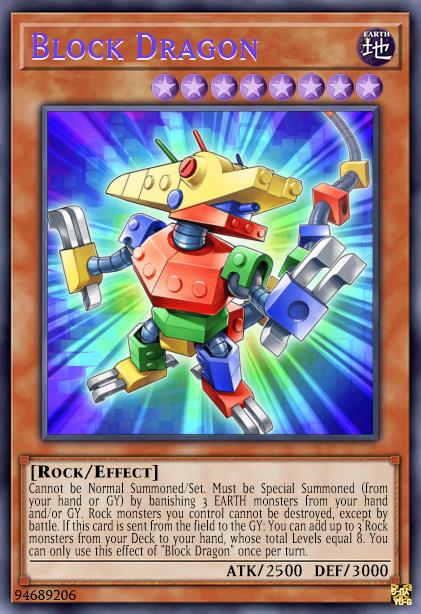 Block Dragon
EARTH
地
[Rock/Effect]
Cannot be Normal Summoned/Set. Must be Special Summoned (from
your hand or GY) by banishing 3 EARTH monsters from your hand
and/or GY. Rock monsters you control cannot be destroyed, except by
battle. If this card is sent from the field to the GY: You can add up to 3 Rock
monsters from your Deck to your hand, whose total Levels equal 8. You can
only use this effect of "Block Dragon" once per turn.
ATK/2500 DEF/3000
94689206